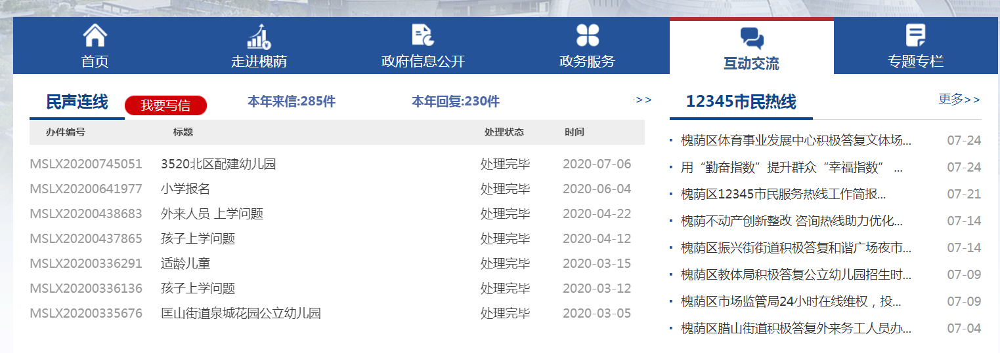 首页 走进槐荫 政府信息公开 政务服务 互动交流 专题专栏
民声连线 我要写信 本年来信:285件 本年回复:230件 >>
办件编号 标题 处理状态 时间
MSLX20200745051 3520北区配建幼儿园 处理完毕 2020-07-06
MSLX20200641977 小学报名 处理完毕 2020-06-04
MSLX20200438683 外来人员 上学问题 处理完毕 2020-04-22
MSLX20200437865 孩子上学问题 处理完毕 2020-04-12
MSLX20200336291 适龄儿童 处理完毕 2020-03-15
MSLX20200336136 孩子上学问题 处理完毕 2020-03-12
MSLX20200335676 匡山街道泉城花园公立幼儿园 处理完毕 2020-03-05
12345市民热线 更多>>
槐荫区体育事业发展中心积极答复文体场... 07-24
用“勤奋指数”提升群众“幸福指数” ... 07-24
槐荫区12345市民服务热线工作简报... 07-21
槐荫不动产创新整改 咨询热线助力优化... 07-14
槐荫区振兴街街道积极答复和谐广场夜市... 07-14
槐荫区教体局积极答复公立幼儿园招生时... 07-09
槐荫区市场监管局24小时在线维权，投... 07-09
槐荫区腊山街道积极答复外来务工人员办... 07-04